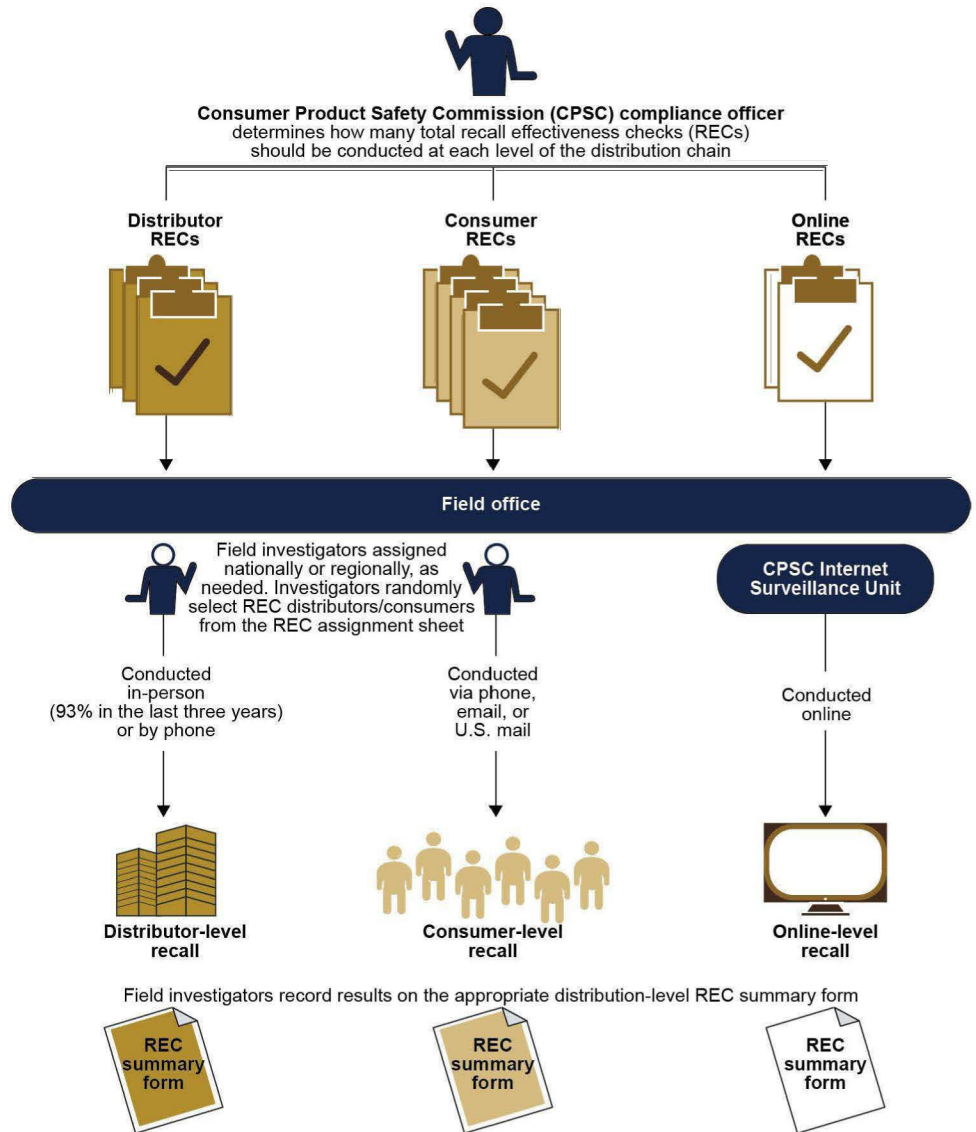 Consumer Product Safety Commission (CPSC) compliance officer
determines how many total recall effectiveness checks (RECs)
should be conducted at each level of the distribution chain
Distributor
RECs
Consumer
RECs
Online
RECs
Field office
Field investigators assigned
nationally or regionally, as
needed. Investigators randomly
select REC distributors/consumers
from the REC assignment sheet
CPSC Internet
Surveillance Unit
Conducted
in-person
(93% in the last three years)
or by phone
Conducted
via phone,
email, or
U.S. mail
Conducted
online
Distributor-level
recall
Consumer-level
recall
Online-level
recall
Field investigators record results on the appropriate distribution-level REC summary form
REC
summary
form
REC
summary
form
REC
summary
form